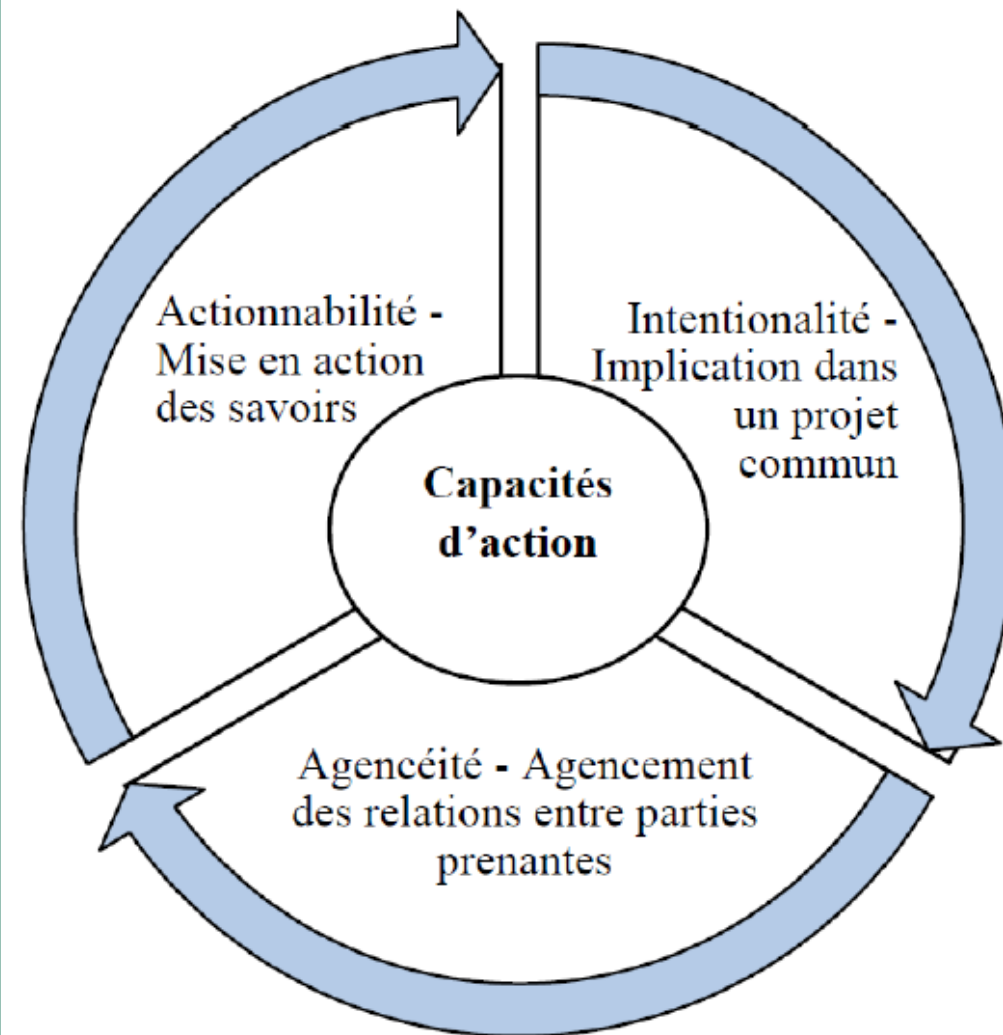 Actionnabilité -
Mise en action
des savoirs
Intentionalité -
Implication dans
un projet
commun
Capacités
d’action
Agencéité - Agencement
des relations entre parties
prenantes